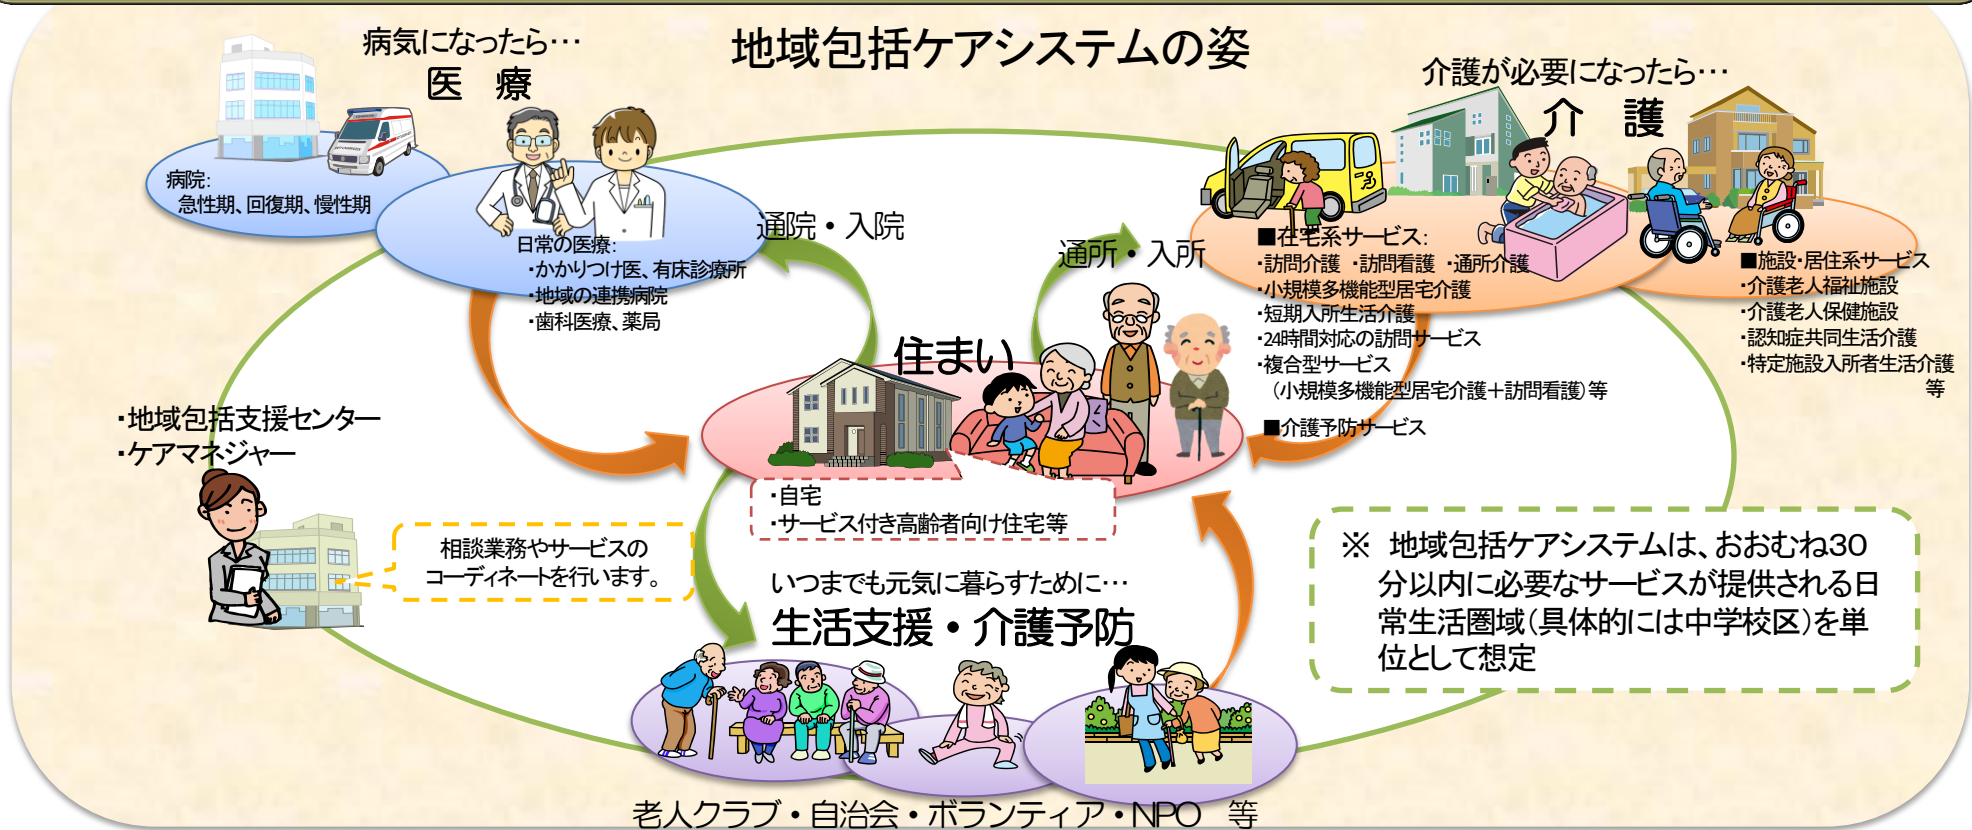 地域包括ケアシステムの姿
病気になったら…
医　療
病院:
急性期、回復期、慢性期
日常の医療:
・かかりつけ医、有床診療所
・地域の連携病院
・歯科医療、薬局
通院・入院
通所・入所
介護が必要になったら…
介　護
■在宅系サービス:
・訪問介護　・訪問看護　・通所介護
・小規模多機能型居宅介護
・短期入所生活介護
・24時間対応の訪問サービス
・複合型サービス
（小規模多機能型居宅介護＋訪問看護）等
■介護予防サービス
■施設・居住系サービス
・介護老人福祉施設
・介護老人保健施設
・認知症共同生活介護
・特定施設入所者生活介護
等
住まい
・自宅
・サービス付き高齢者向け住宅等
・地域包括支援センター
・ケアマネジャー
相談業務やサービスの
コーディネートを行います。
いつまでも元気に暮らすために…
生活支援・介護予防
老人クラブ・自治会・ボランティア・NPO　等
※　地域包括ケアシステムは、おおむね30
分以内に必要なサービスが提供される日
常生活圏域（具体的には中学校区）を単
位として想定